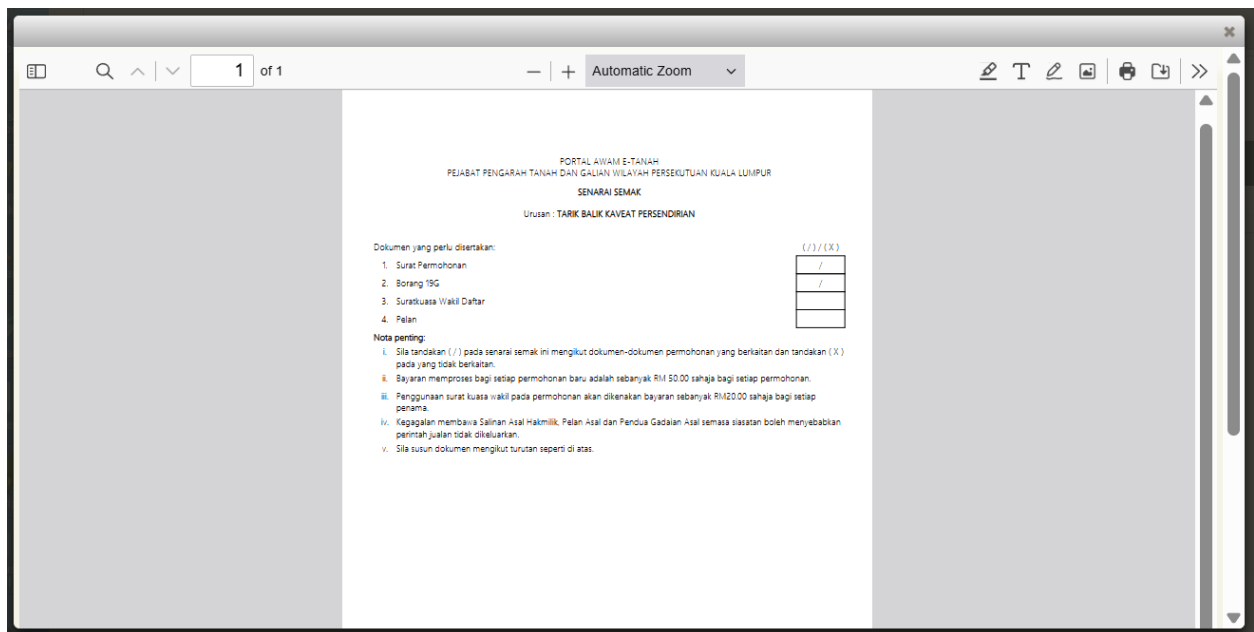 1 of 1
Automatic Zoom
PORTAL AWAM E-TANAH
PEJABAT PENGARAH TANAH DAN GALIAN WILAYAH PERSEKUTUAN KUALA LUMPUR
SENARAI SEMAK
Urusan : TARIK BALIK KAVEAT PERSENDIRIAN
Dokumen yang perlu disertakan: ( / ) / ( X )
1. Surat Permohonan /
2. Borang 19G /
3. Suratkuasa Wakil Daftar
4. Pelan
Nota penting:
i. Sila tandakan ( / ) pada senarai semak ini mengikut dokumen-dokumen permohonan yang berkaitan dan tandakan ( X )
pada yang tidak berkaitan.
ii. Bayaran memproses bagi setiap permohonan baru adalah sebanyak RM 50.00 sahaja bagi setiap permohonan.
iii. Penggunaan surat kuasa wakil pada permohonan akan dikenakan bayaran sebanyak RM20.00 sahaja bagi setiap
penama.
iv. Kegagalan membawa Salinan Asal Hakmilik, Pelan Asal dan Pendua Gadaian Asal semasa siasatan boleh menyebabkan
perintah jualan tidak dikeluarkan.
v. Sila susun dokumen mengikut turutan seperti di atas.